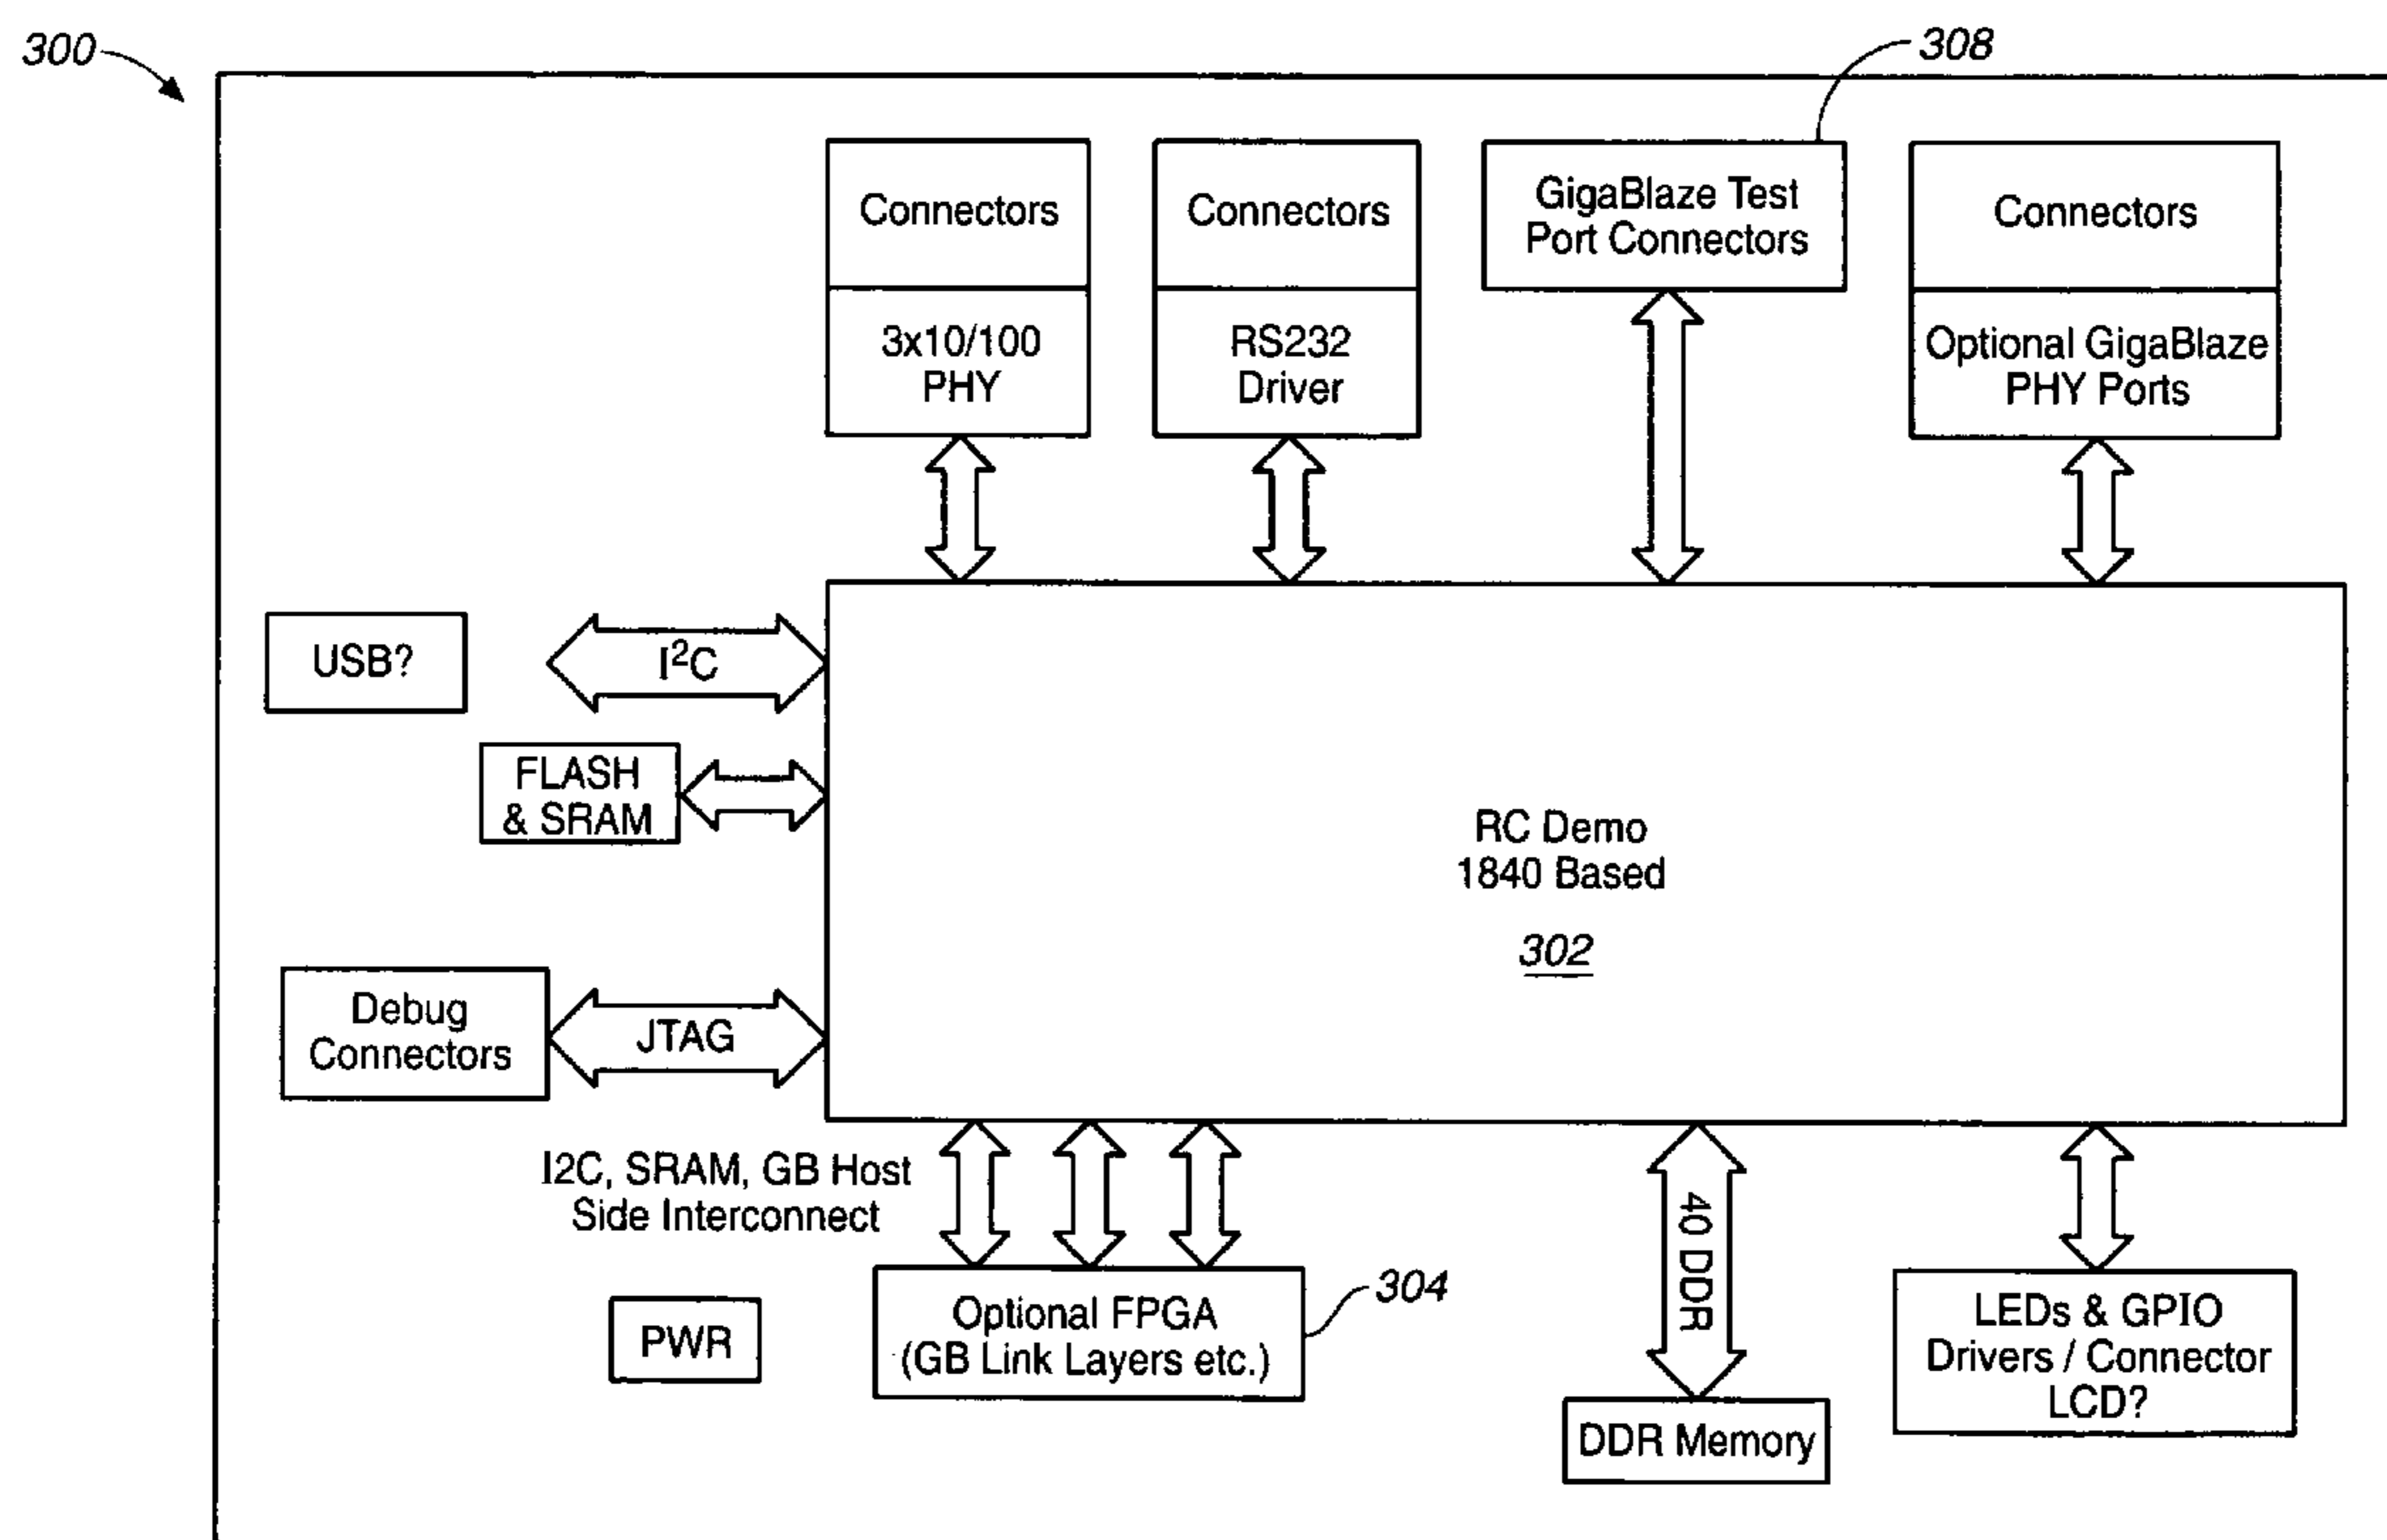 300
308
Connectors
3x10/100
PHY
Connectors
RS232
Driver
GigaBlaze Test
Port Connectors
Connectors
Optional GigaBlaze
PHY Ports
USB?
I²C
FLASH
& SRAM
RC Demo
1840 Based
302
Debug
Connectors
JTAG
I2C, SRAM, GB Host
Side Interconnect
40 DDR
PWR
Optional FPGA
(GB Link Layers etc.)
304
DDR Memory
LEDs & GPIO
Drivers / Connector
LCD?